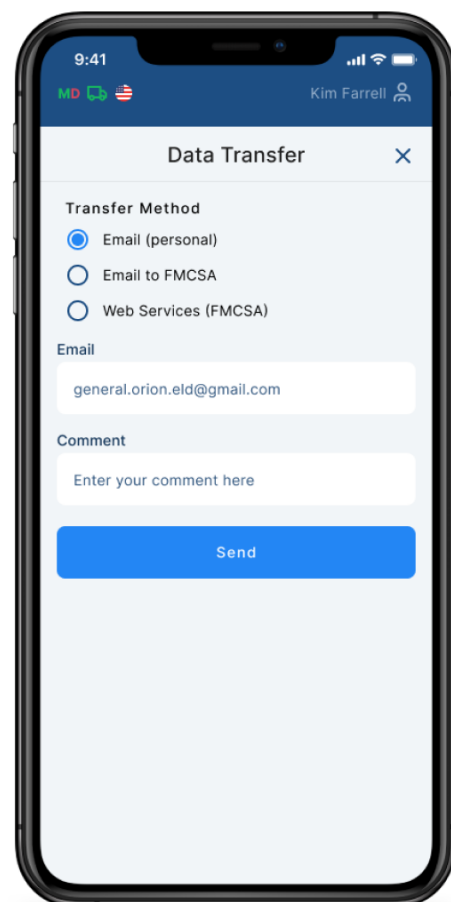 9:41
MD
Kim Farrell
Data Transfer
Transfer Method
Email (personal)
Email to FMCSA
Web Services (FMCSA)
Email
general.orion.eld@gmail.com
Comment
Enter your comment here
Send